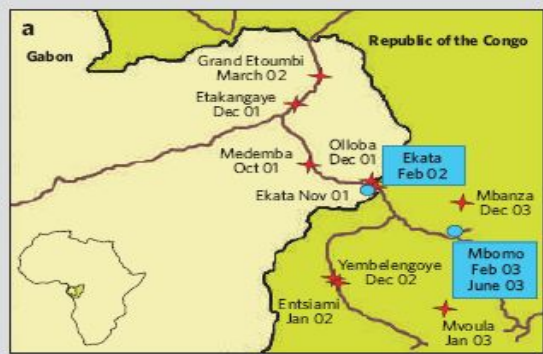 a
Gabon
Republic of the Congo
Grand Etoumbi
March 02
Etakangaye
Dec 01
Medemba
Oct 01
Olloba
Dec 01
Ekata
Feb 02
Ekata Nov 01
Mbanza
Dec 03
Mbomo
Feb 03
June 03
Yembelengoye
Dec 02
Entsiami
Jan 02
Mvoula
Jan 03